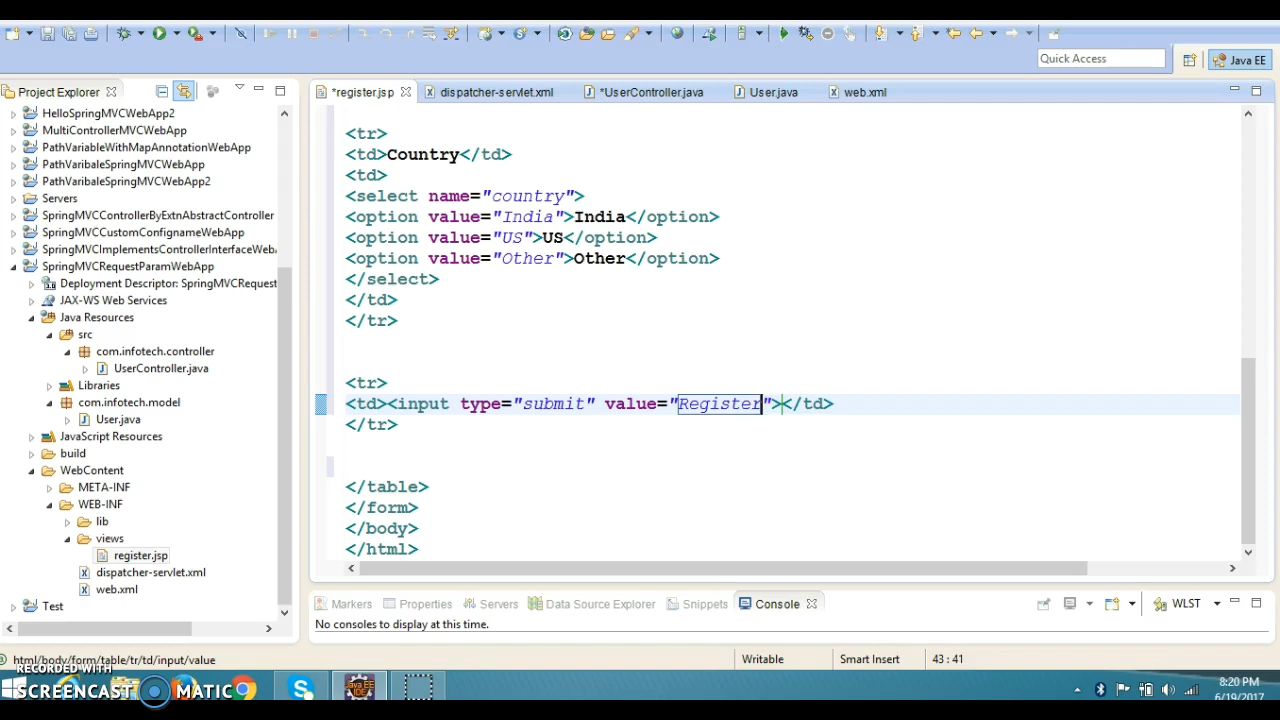 Quick Access
Java EE
Project Explorer
*register.jsp
dispatcher-servlet.xml
*UserController.java
User.java
web.xml
HelloSpringMVCWebApp2
MultiControllerMVCWebApp
PathVariableWithMapAnnotationWebApp
PathVaribaleSpringMVCWebApp
PathVaribaleSpringMVCWebApp2
Servers
SpringMVCControllerByExtnAbstractController
SpringMVCCustomConfignameWebApp
SpringMVCImplementsControllerInterfaceWebA
SpringMVCRequestParamWebApp
Deployment Descriptor: SpringMVCRequest
JAX-WS Web Services
Java Resources
src
com.infotech.controller
UserController.java
Libraries
com.infotech.model
User.java
JavaScript Resources
build
WebContent
META-INF
WEB-INF
lib
views
register.jsp
dispatcher-servlet.xml
web.xml
Test
<tr>
<td>Country</td>
<td>
<select name="country">
<option value="India">India</option>
<option value="US">US</option>
<option value="Other">Other</option>
</select>
</td>
</tr>
<tr>
<td><input type="submit" value="Register"></td>
</tr>
</table>
</form>
</body>
</html>
Markers
Properties
Servers
Data Source Explorer
Snippets
Console
WLST
No consoles to display at this time.
html/body/form/table/tr/td/input/value
Writable
Smart Insert
43 : 41
RECORDED WITH
SCREENCAST MATIC
Java EE
IDE
8:20 PM
6/19/2017